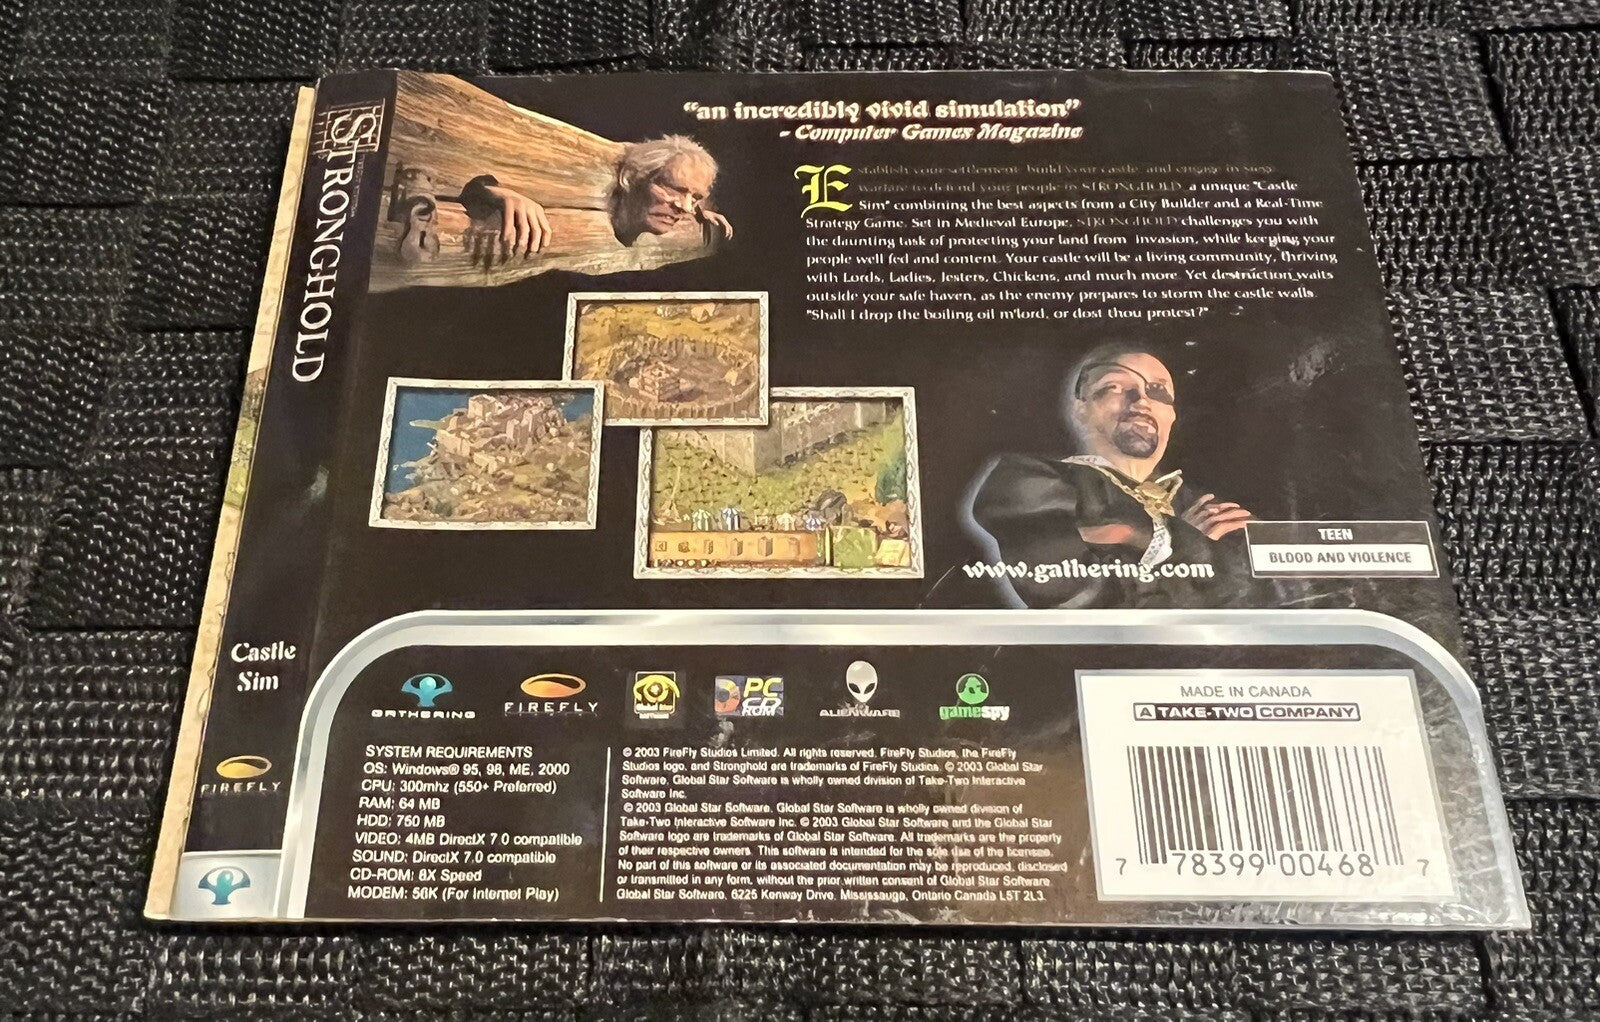 STRONGHOLD
Castle
Sim
FIREFLY
"an incredibly vivid simulation"
- Computer Games Magazine
Establish your settlement, build your castle, and engage in siege
warfare to defend your people in STRONGHOLD, a unique "Castle
Sim" combining the best aspects from a City Builder and a Real-Time
Strategy Game. Set in Medieval Europe, STRONGHOLD challenges you with
the daunting task of protecting your land from invasion, while keeping your
people well fed and content. Your castle will be a living community, thriving
with Lords, Ladies, Jesters, Chickens, and much more. Yet destruction waits
outside your safe haven, as the enemy prepares to storm the castle walls.
"Shall I drop the boiling oil m'lord, or dost thou protest?"
www.gathering.com
TEEN
BLOOD AND VIOLENCE
GATHERING
FIREFLY
Global Star
Software
PC
CD
ROM
ALIENWARE
gamespy
SYSTEM REQUIREMENTS
OS: Windows® 95, 98, ME, 2000
CPU: 300mhz (550+ Preferred)
RAM: 64 MB
HDD: 750 MB
VIDEO: 4MB DirectX 7.0 compatible
SOUND: DirectX 7.0 compatible
CD-ROM: 8X Speed
MODEM: 56K (For Internet Play)
© 2003 FireFly Studios Limited. All rights reserved. FireFly Studios, the FireFly
Studios logo, and Stronghold are trademarks of FireFly Studios. © 2003 Global Star
Software. Global Star Software is wholly owned division of Take-Two Interactive
Software Inc.
© 2003 Global Star Software. Global Star Software is wholly owned division of
Take-Two Interactive Software Inc. © 2003 Global Star Software and the Global Star
Software logo are trademarks of Global Star Software. All trademarks are the property
of their respective owners. This software is intended for the sole use of the licensee.
No part of this software or its associated documentation may be reproduced, disclosed
or transmitted in any form, without the prior written consent of Global Star Software
Global Star Software, 6225 Kenway Drive, Mississauga, Ontario Canada L5T 2L3.
MADE IN CANADA
A TAKE-TWO COMPANY
7 78399 00468 7